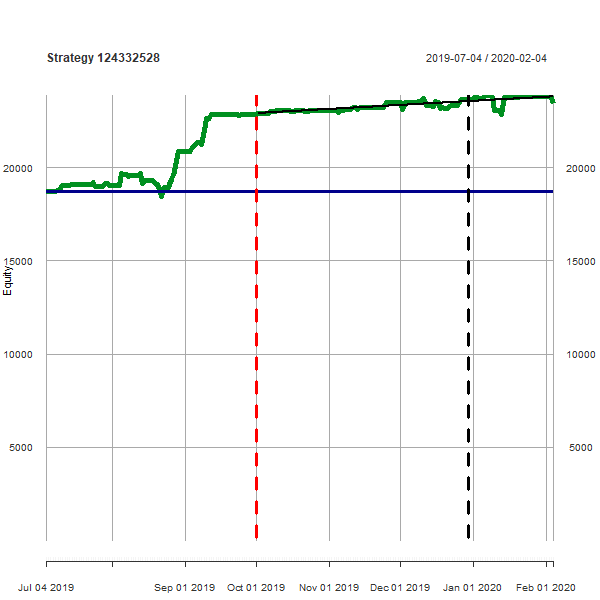 Strategy 124332528
2019-07-04 / 2020-02-04
20000
20000
15000
15000
Equity
10000
10000
5000
5000
Jul 04 2019
Sep 01 2019
Oct 01 2019
Nov 01 2019
Dec 01 2019
Jan 01 2020
Feb 01 2020